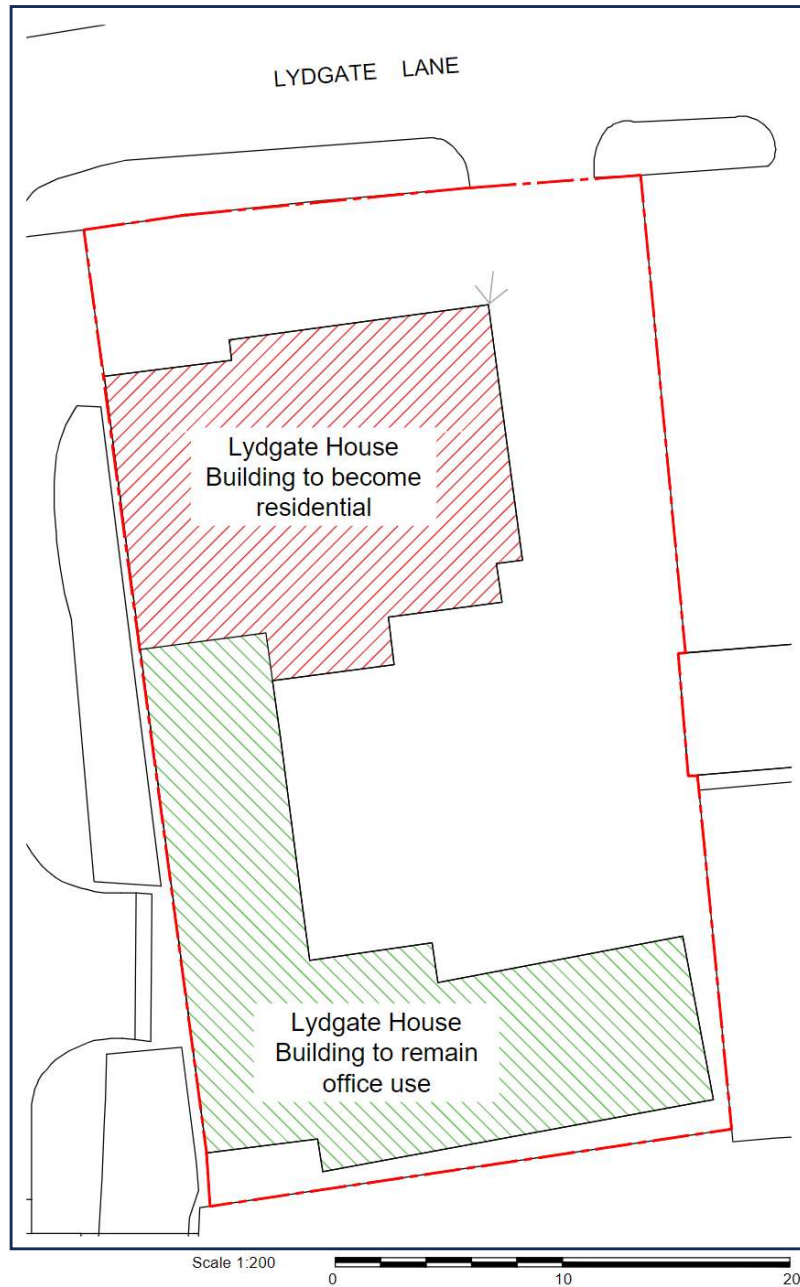 LYDGATE LANE
Lydgate House
Building to become
residential
Lydgate House
Building to remain
office use
Scale 1:200
0 10 20